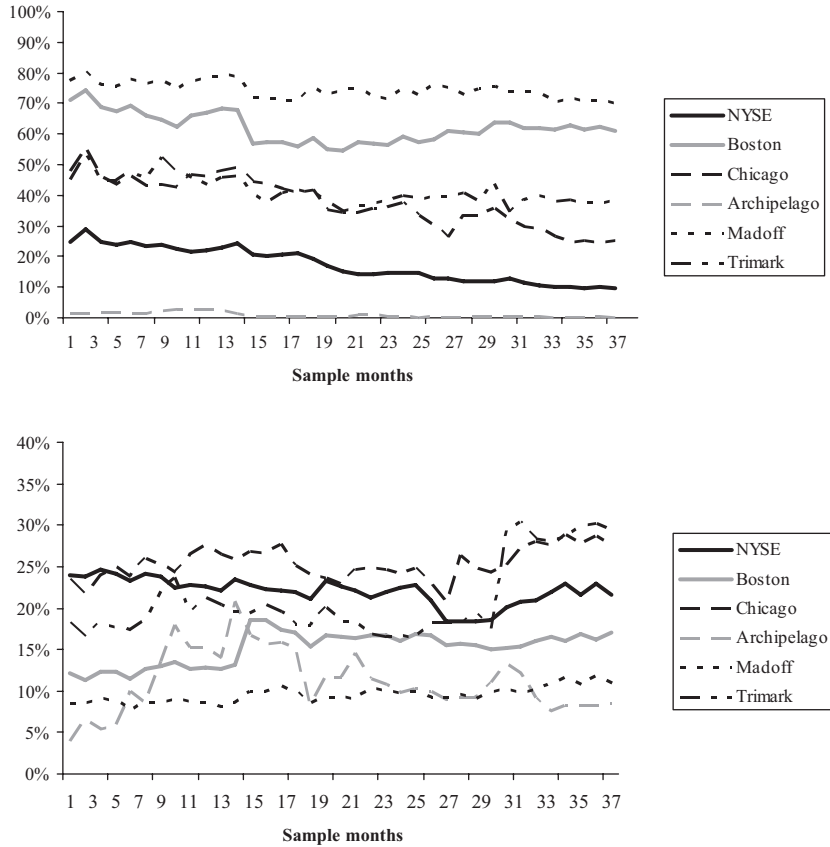 100%
90%
80%
70%
60%
50%
40%
30%
20%
10%
0%
1 3 5 7 9 11 13 15 17 19 21 23 25 27 29 31 33 35 37
Sample months
NYSE
Boston
Chicago
Archipelago
Madoff
Trimark
40%
35%
30%
25%
20%
15%
10%
5%
0%
1 3 5 7 9 11 13 15 17 19 21 23 25 27 29 31 33 35 37
Sample months
NYSE
Boston
Chicago
Archipelago
Madoff
Trimark